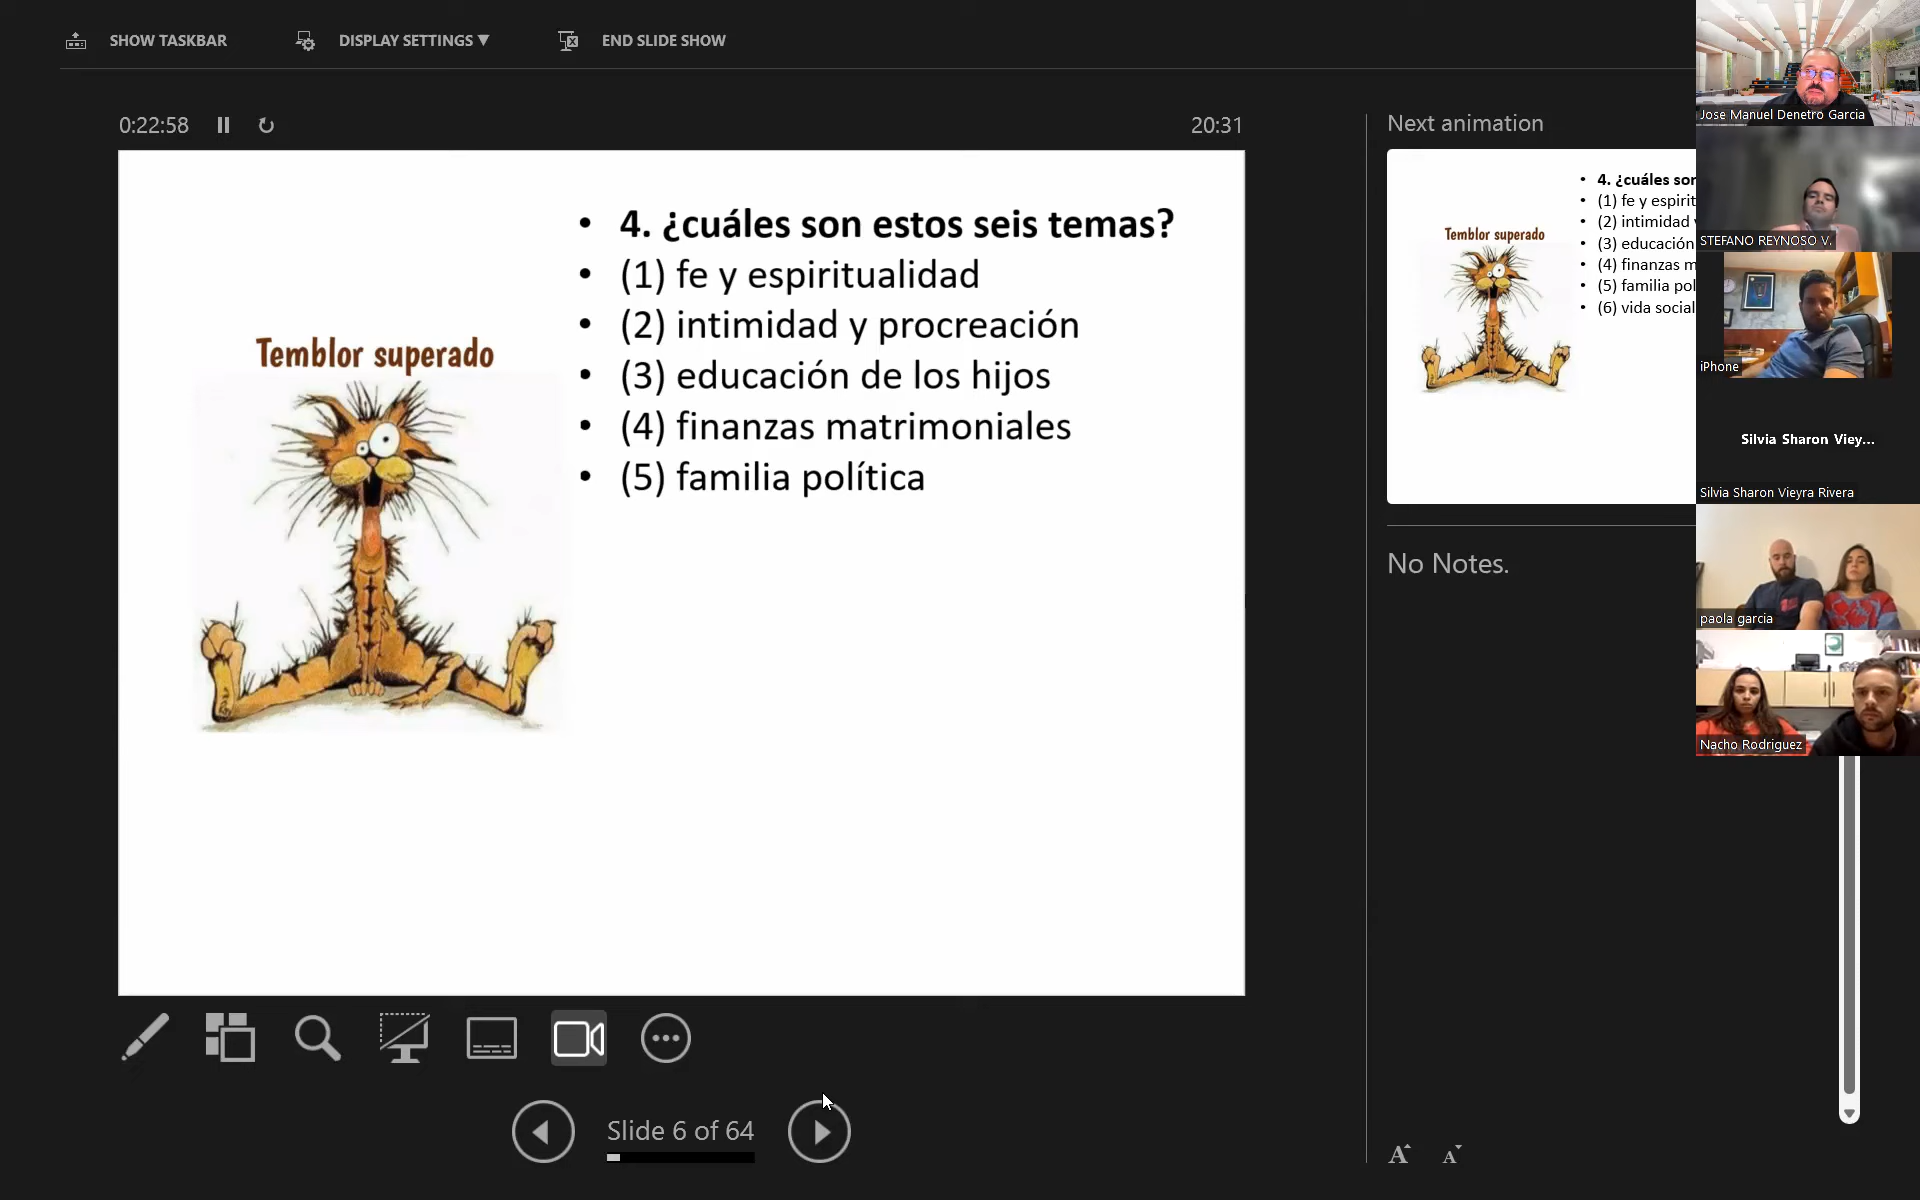 SHOW TASKBAR
DISPLAY SETTINGS ▼
END SLIDE SHOW
0:22:58
20:31
Temblor superado
• 4. ¿cuáles son estos seis temas?
• (1) fe y espiritualidad
• (2) intimidad y procreación
• (3) educación de los hijos
• (4) finanzas matrimoniales
• (5) familia política
Slide 6 of 64
Next animation
Temblor superado
• 4. ¿cuáles son
• (1) fe y espirit
• (2) intimidad
• (3) educación
• (4) finanzas m
• (5) familia pol
• (6) vida social
No Notes.
A
A
Jose Manuel Denetro Garcia
STEFANO REYNOSO V.
iPhone
Silvia Sharon Viey...
Silvia Sharon Vieyra Rivera
paola garcia
Nacho Rodriguez